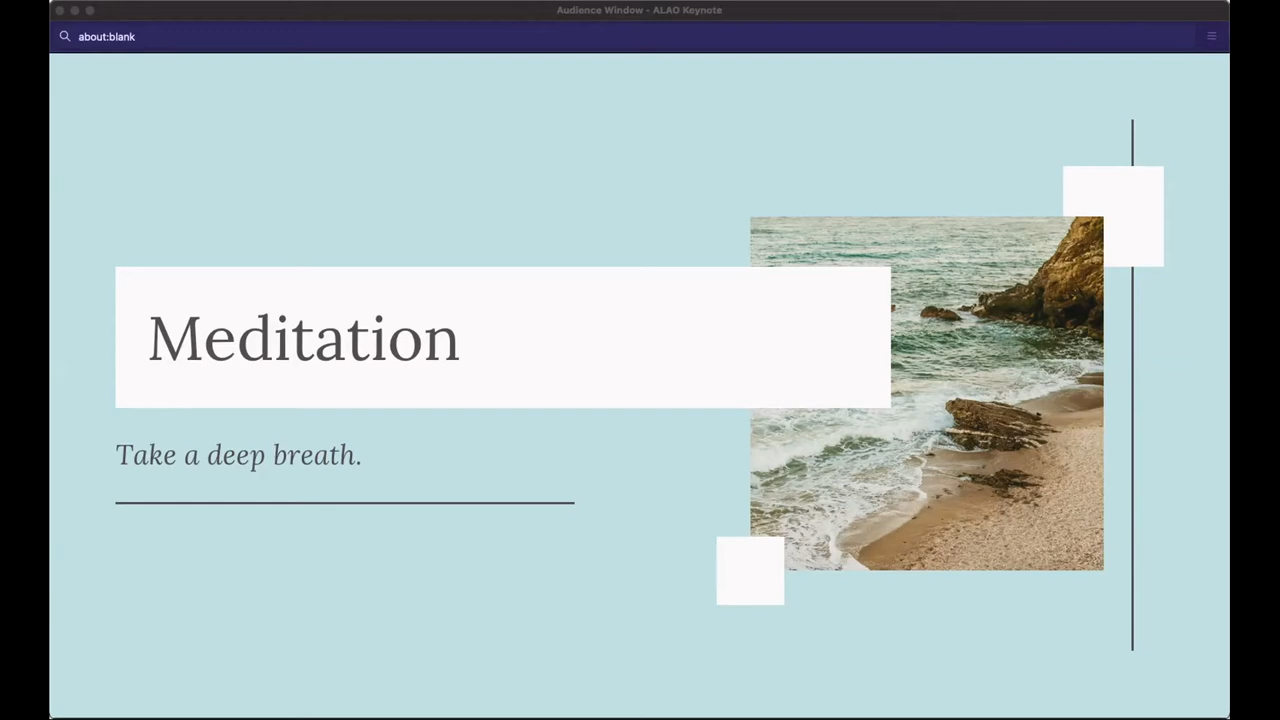 Audience Window - ALAO Keynote
about:blank
Meditation
Take a deep breath.